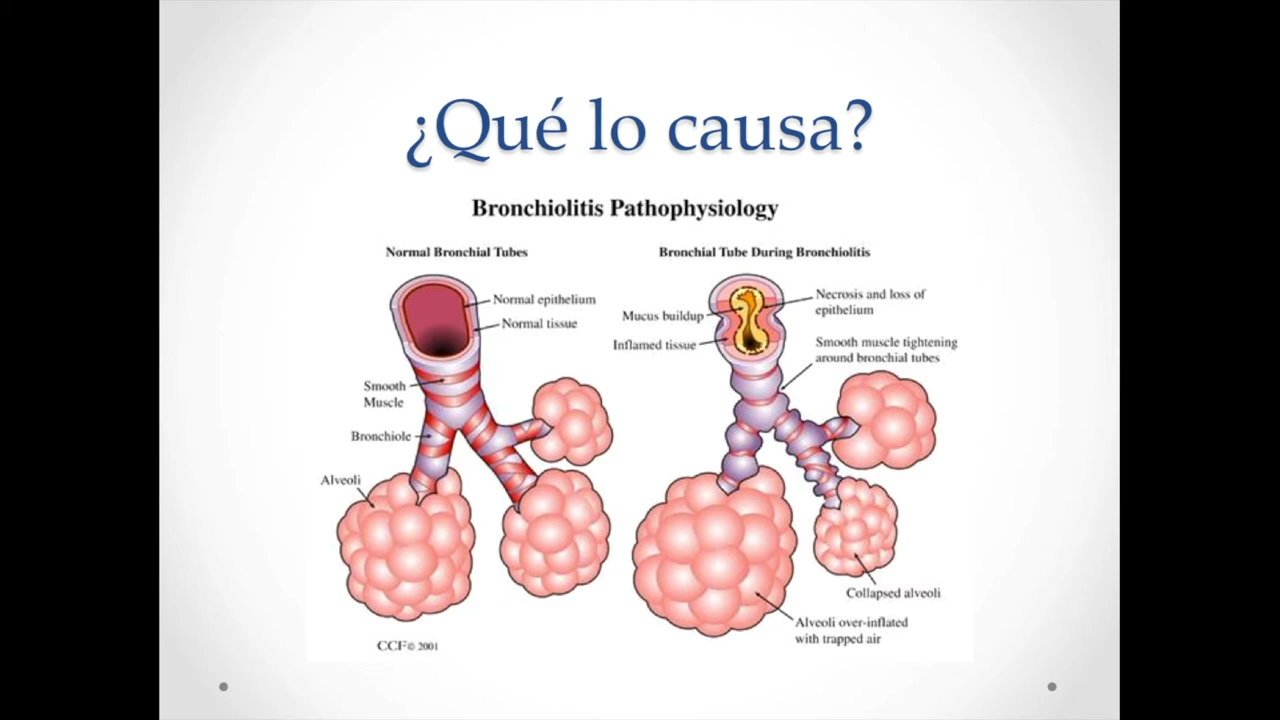 ¿Qué lo causa?
Bronchiolitis Pathophysiology
Normal Bronchial Tubes
Normal epithelium
Normal tissue
Smooth
Muscle
Bronchiole
Alveoli
CCF© 2001
Bronchial Tube During Bronchiolitis
Mucus buildup
Inflamed tissue
Necrosis and loss of
epithelium
Smooth muscle tightening
around bronchial tubes
Collapsed alveoli
Alveoli over-inflated
with trapped air